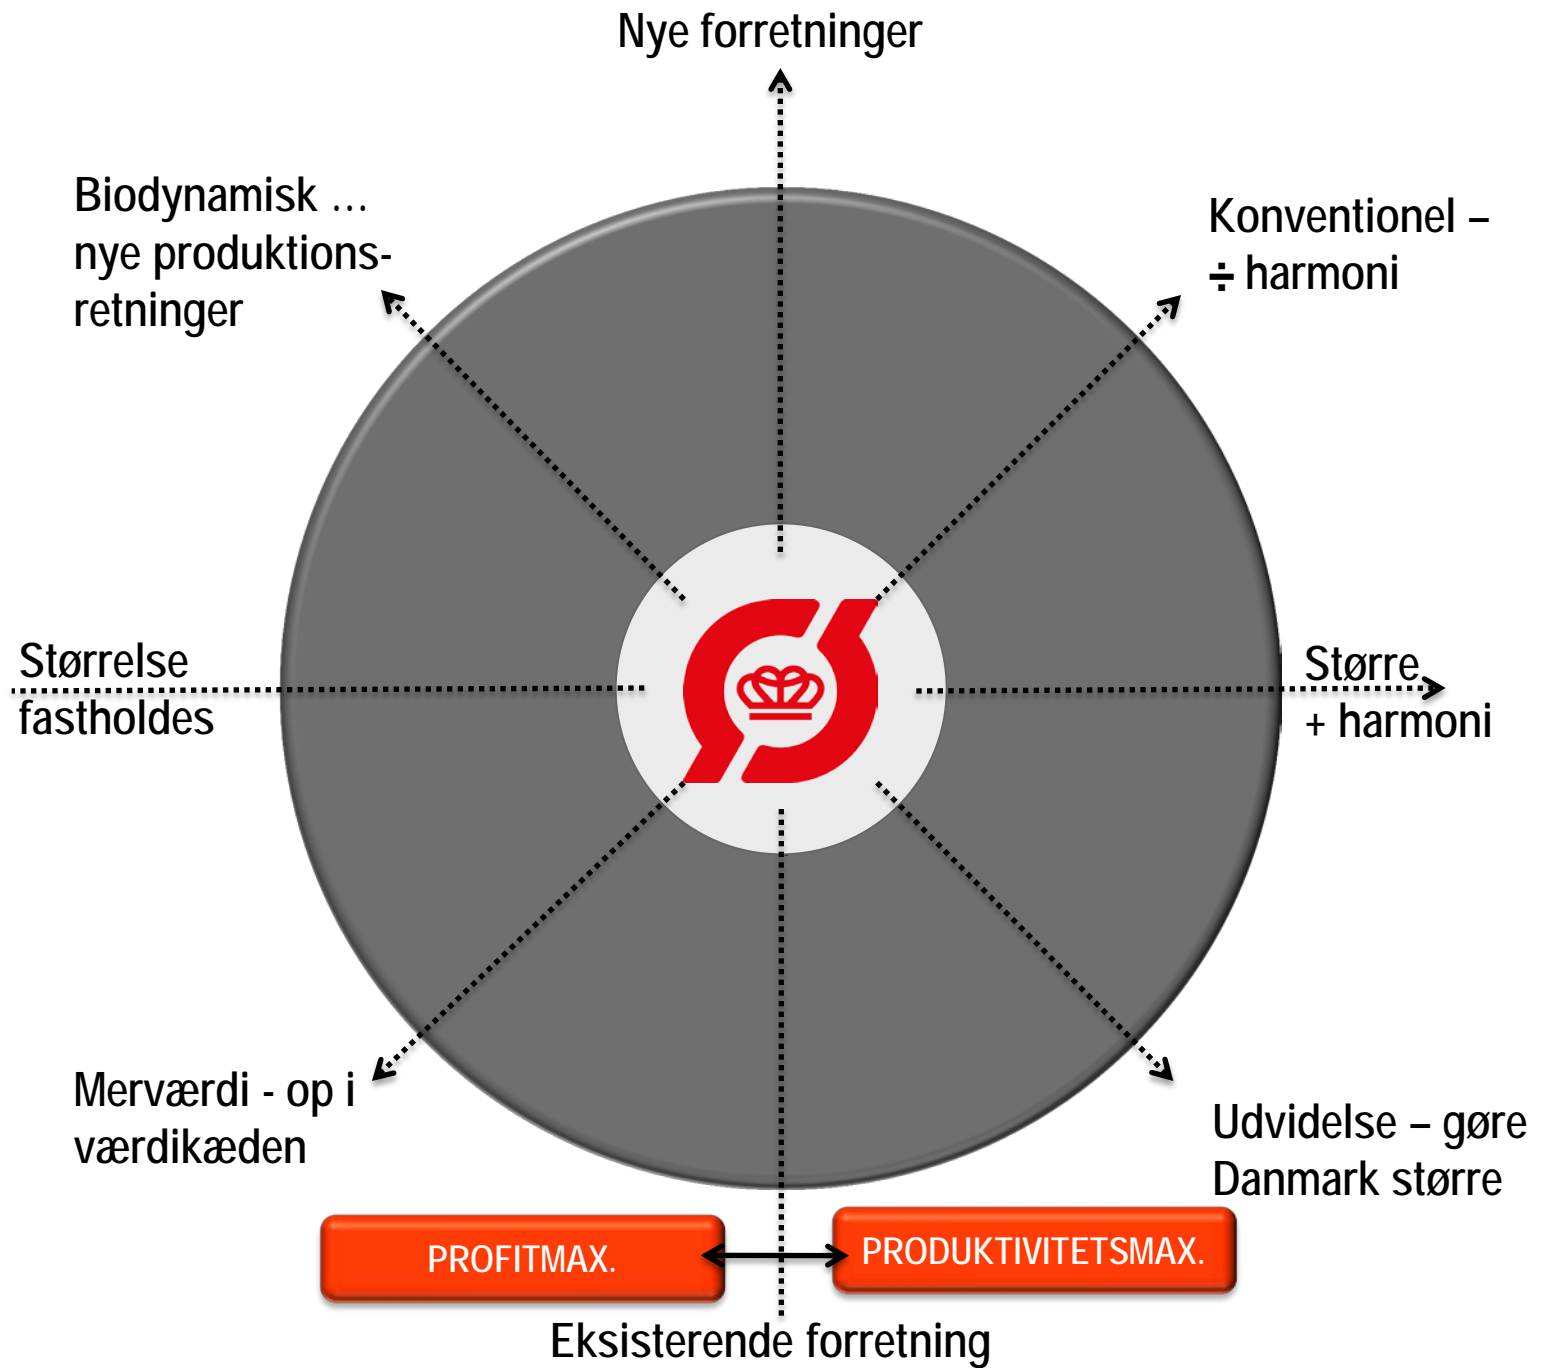 Nye forretninger
Biodynamisk …
nye produktions-
retninger
Konventionel –
÷ harmoni
Størrelse
fastholdes
Større
+ harmoni
Merværdi - op i
værdikæden
Udvidelse – gøre
Danmark større
PROFITMAX.
PRODUKTIVITETSMAX.
Eksisterende forretning